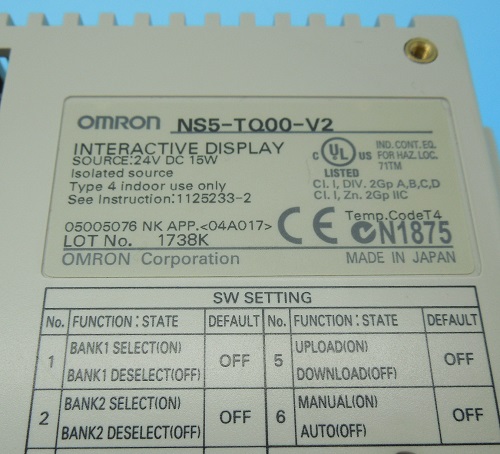 OMRON NS5-TQ00-V2
INTERACTIVE DISPLAY
SOURCE:24V DC 15W
Isolated source
Type 4 indoor use only
See Instruction:1125233-2
C UL US
LISTED
IND. CONT. EQ.
FOR HAZ. LOC.
71TM
Cl. I, DIV. 2Gp A,B,C,D
Cl. I, Zn. 2Gp IIC
Temp.CodeT4
05005076 NK APP.<04A017>
CE N1875
LOT No. 1738K
OMRON Corporation
MADE IN JAPAN
SW SETTING
No. FUNCTION:STATE DEFAULT No. FUNCTION:STATE DEFAULT
1 BANK1 SELECT(ON) OFF 5 UPLOAD(ON) OFF
BANK1 DESELECT(OFF) DOWNLOAD(OFF)
2 BANK2 SELECT(ON) OFF 6 MANUAL(ON) OFF
BANK2 DESELECT(OFF) AUTO(OFF)